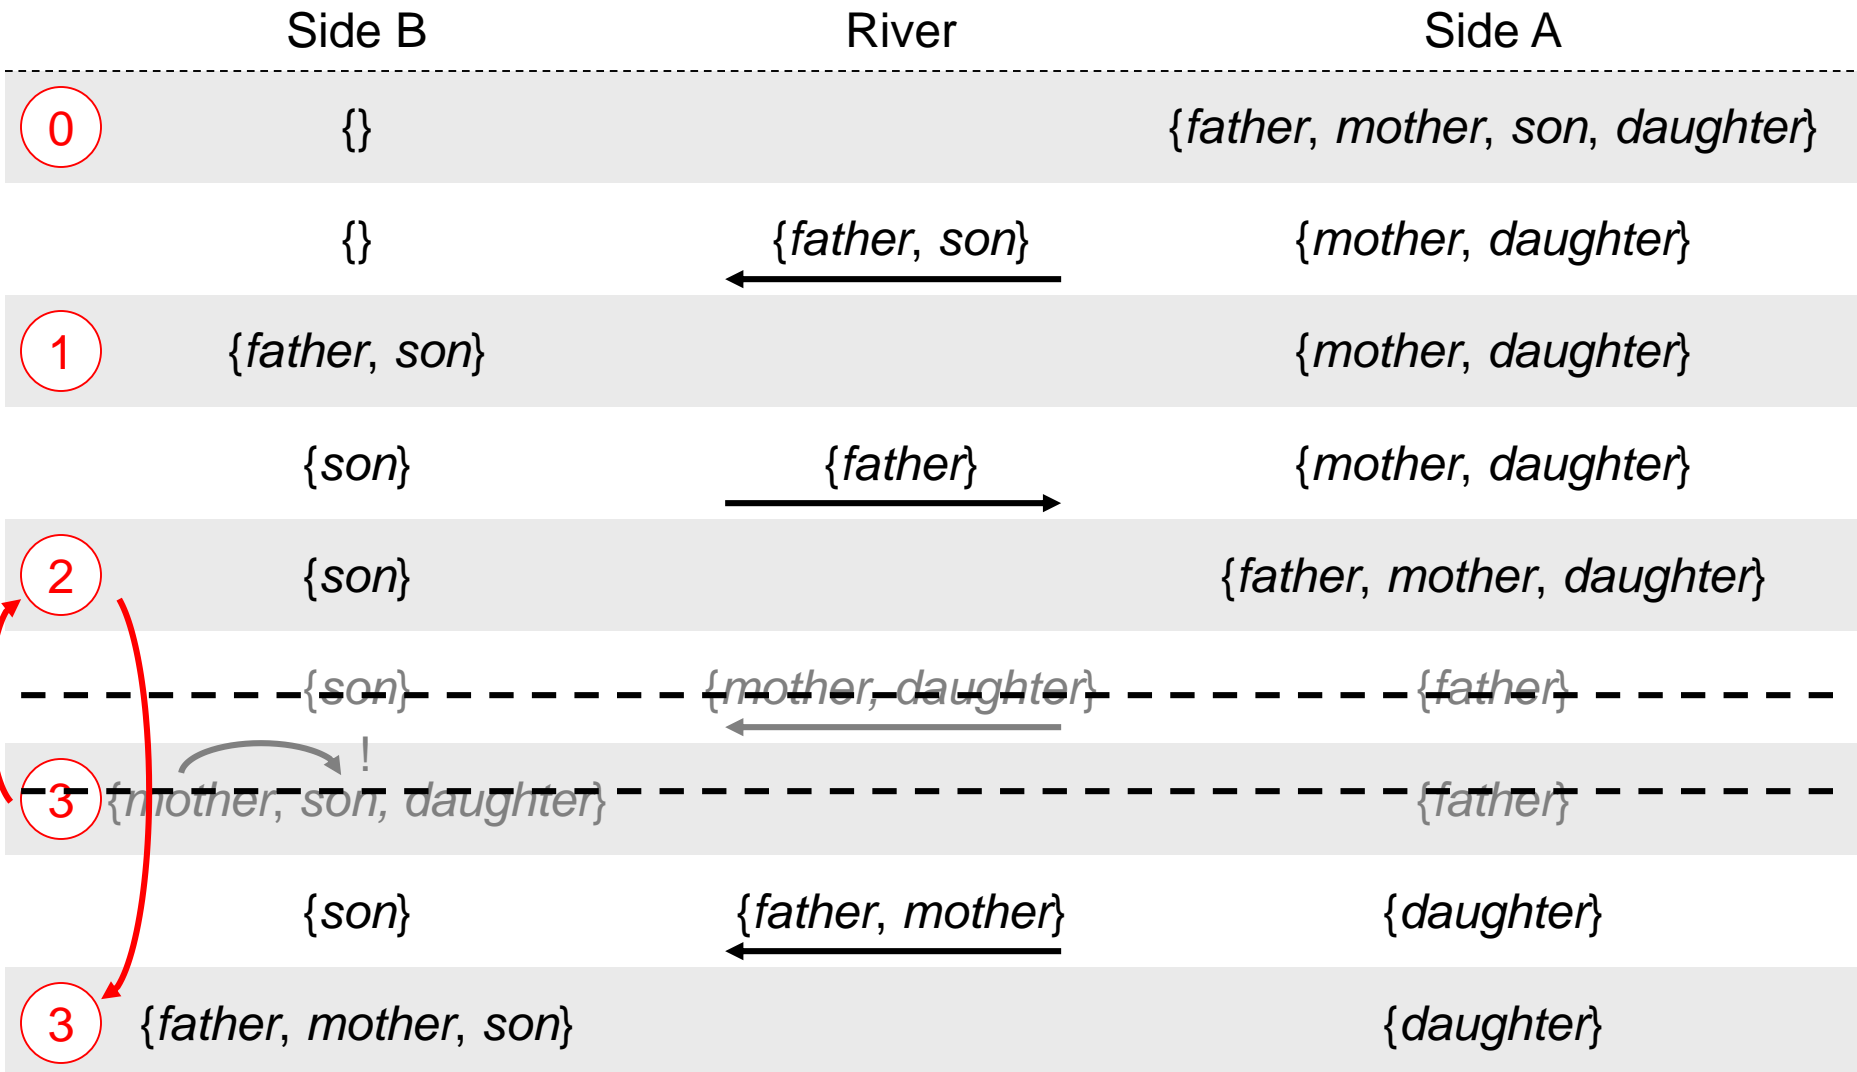 Side B River Side A
0 {} {father, mother, son, daughter}
{} {father, son} {mother, daughter}
1 {father, son} {mother, daughter}
{son} {father} {mother, daughter}
2 {son} {father, mother, daughter}
{son} {mother, daughter} {father}
!
3 {mother, son, daughter} {father}
{son} {father, mother} {daughter}
3 {father, mother, son} {daughter}